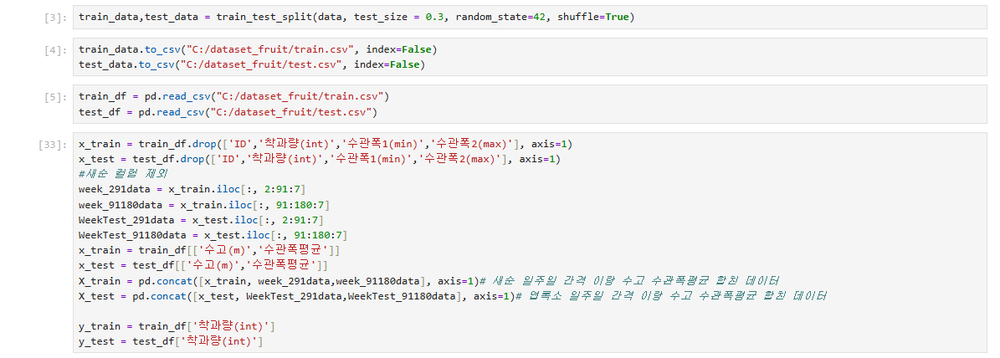 [3]: train_data,test_data = train_test_split(data, test_size = 0.3, random_state=42, shuffle=True)
[4]: train_data.to_csv("C:/dataset_fruit/train.csv", index=False)
test_data.to_csv("C:/dataset_fruit/test.csv", index=False)
[5]: train_df = pd.read_csv("C:/dataset_fruit/train.csv")
test_df = pd.read_csv("C:/dataset_fruit/test.csv")
[33]: x_train = train_df.drop(['ID','착과량(int)','수관폭1(min)','수관폭2(max)'], axis=1)
x_test = test_df.drop(['ID','착과량(int)','수관폭1(min)','수관폭2(max)'], axis=1)
#새순 컬럼 제외
week_291data = x_train.iloc[:, 2:91:7]
week_91180data = x_train.iloc[:, 91:180:7]
WeekTest_291data = x_test.iloc[:, 2:91:7]
WeekTest_91180data = x_test.iloc[:, 91:180:7]
x_train = train_df[['수고(m)','수관폭평균']]
x_test = test_df[['수고(m)','수관폭평균']]
X_train = pd.concat([x_train, week_291data,week_91180data], axis=1)# 새순 일주일 간격 이랑 수고 수관폭평균 합친 데이터
X_test = pd.concat([x_test, WeekTest_291data,WeekTest_91180data], axis=1)# 엽록소 일주일 간격 이랑 수고 수관폭평균 합친 데이터
y_train = train_df['착과량(int)']
y_test = test_df['착과량(int)']